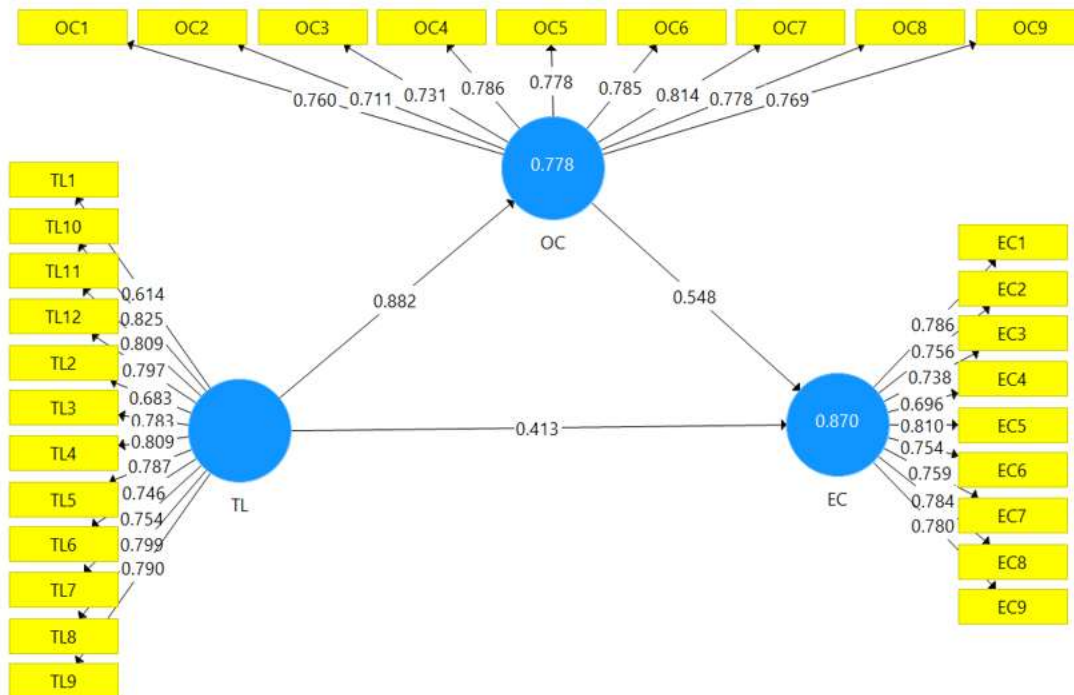 OC1 OC2 OC3 OC4 OC5 OC6 OC7 OC8 OC9
0.760 0.711 0.731 0.786 0.778 0.785 0.814 0.778 0.769
0.778
OC
TL1
TL10
TL11
TL12
TL2
TL3
TL4
TL5
TL6
TL7
TL8
TL9
0.614
0.825
0.809
0.797
0.683
0.783
0.809
0.787
0.746
0.754
0.799
0.790
TL
0.882
0.548
0.413
0.870
EC
0.786
0.756
0.738
0.696
0.810
0.754
0.759
0.784
0.780
EC1
EC2
EC3
EC4
EC5
EC6
EC7
EC8
EC9